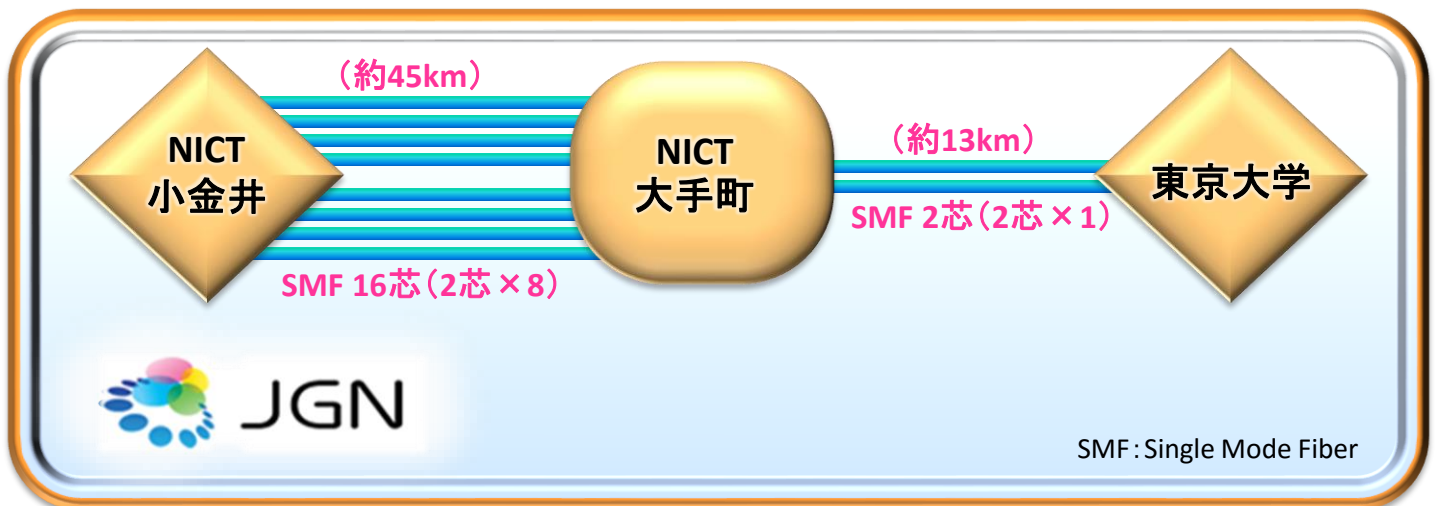 （約45km）
NICT
小金井
SMF 16芯（2芯×8）
NICT
大手町
（約13km）
SMF 2芯（2芯×1）
東京大学
JGN
SMF：Single Mode Fiber